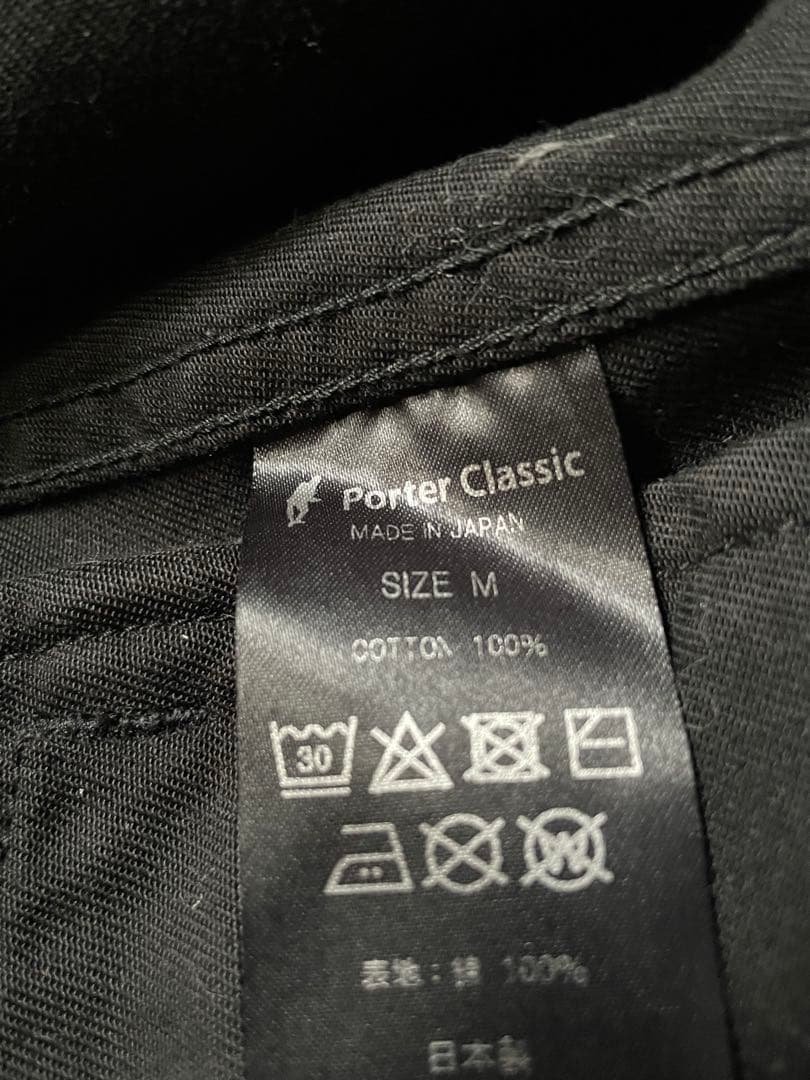 Porter Classic
MADE IN JAPAN
SIZE M
COTTON 100%
30
W
表地：綿 100%
日本製